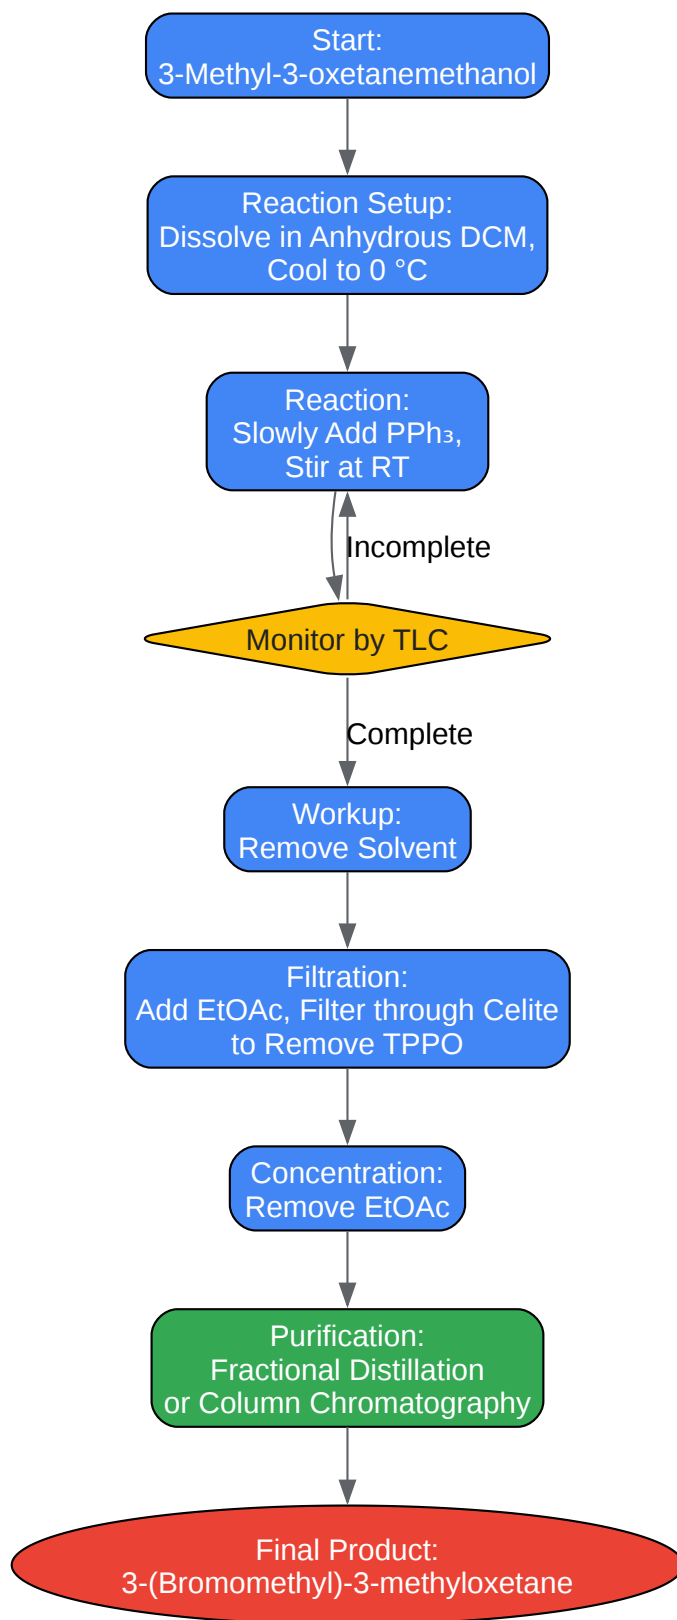 Start:
3-Methyl-3-oxetanemethanol
Reaction Setup:
Dissolve in Anhydrous DCM,
Cool to 0 °C
Reaction:
Slowly Add PPh₃,
Stir at RT
Incomplete
Monitor by TLC
Complete
Workup:
Remove Solvent
Filtration:
Add EtOAc, Filter through Celite
to Remove TPPO
Concentration:
Remove EtOAc
Purification:
Fractional Distillation
or Column Chromatography
Final Product:
3-(Bromomethyl)-3-methyloxetane